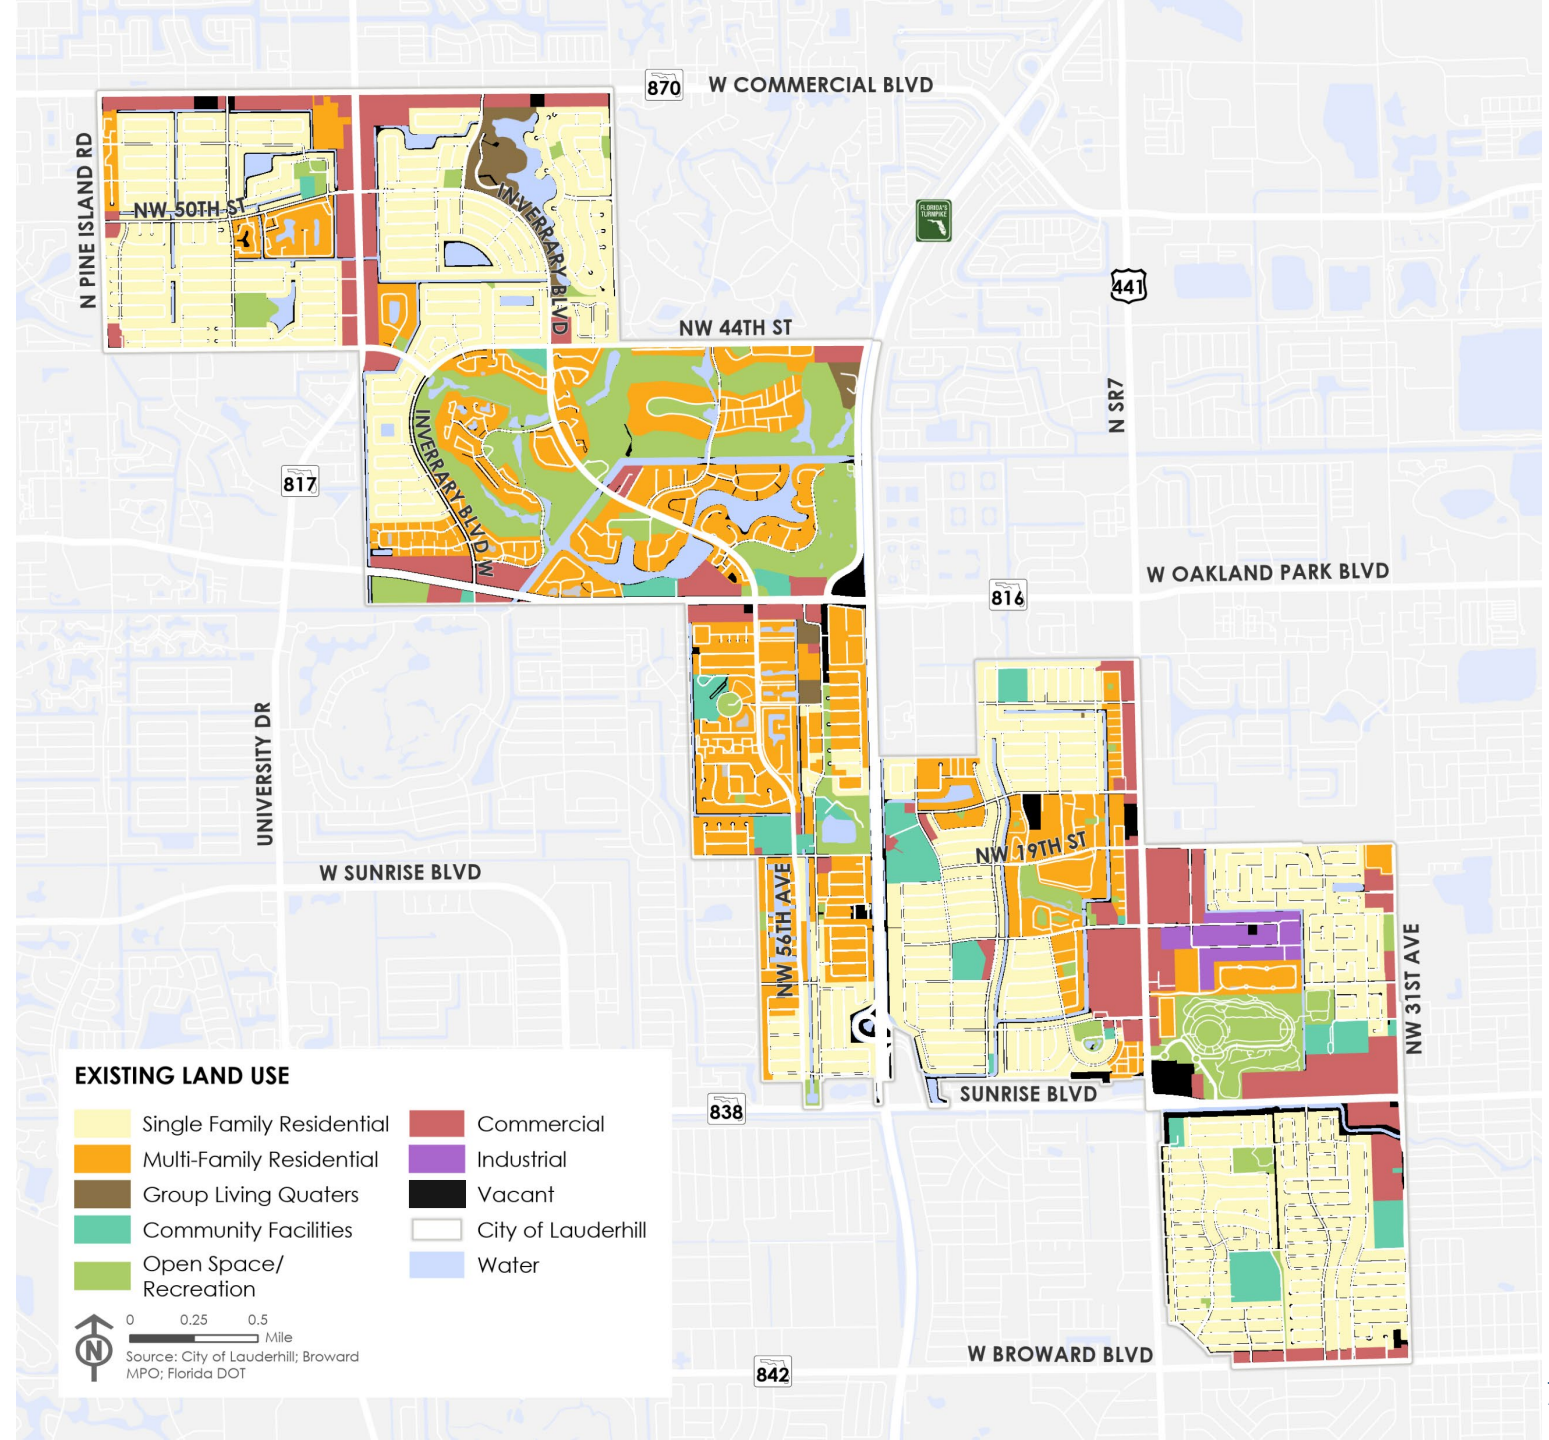 870
W COMMERCIAL BLVD
N PINE ISLAND RD
NW 50TH ST
INVERRARY BLVD
FLORIDA'S
TURNPIKE
441
NW 44TH ST
N SR7
INVERRARY BLVD W
817
W OAKLAND PARK BLVD
816
UNIVERSITY DR
W SUNRISE BLVD
NW 19TH ST
NW 56TH AVE
NW 31ST AVE
SUNRISE BLVD
838
W BROWARD BLVD
842
EXISTING LAND USE
Single Family Residential
Multi-Family Residential
Group Living Quaters
Community Facilities
Open Space/
Recreation
Commercial
Industrial
Vacant
City of Lauderhill
Water
N
0 0.25 0.5
Mile
Source: City of Lauderhill; Broward
MPO; Florida DOT